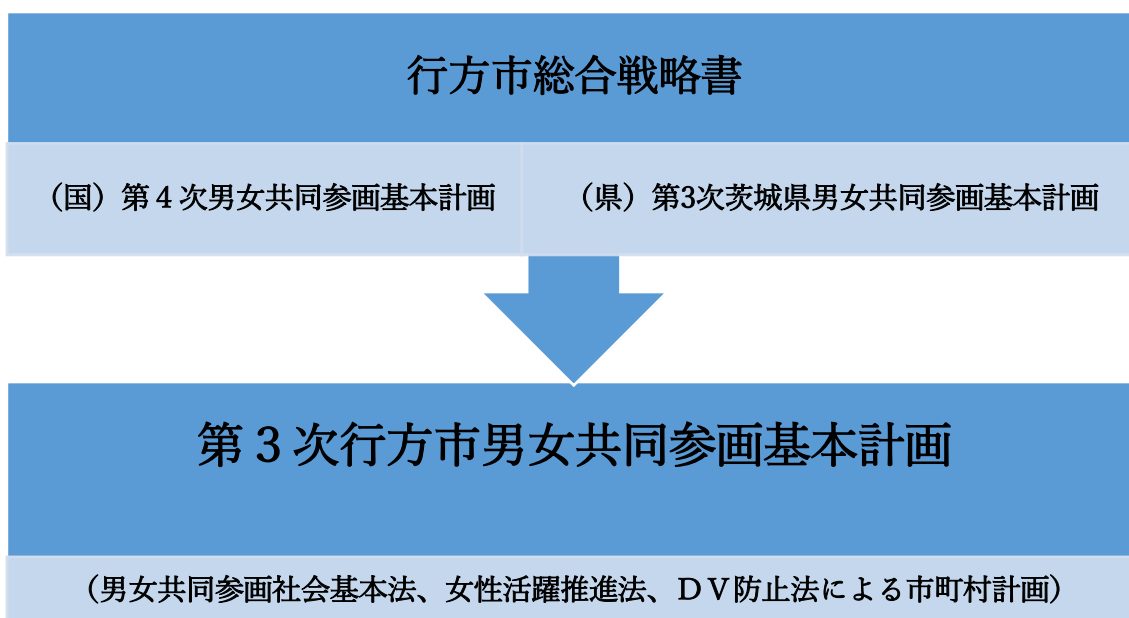 行方市総合戦略書
（国）第４次男女共同参画基本計画
（県）第3次茨城県男女共同参画基本計画
第３次行方市男女共同参画基本計画
（男女共同参画社会基本法、女性活躍推進法、ＤＶ防止法による市町村計画）